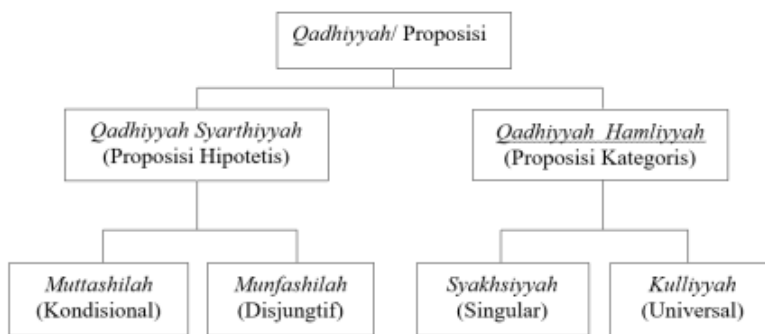 Qadhiyyah/ Proposisi
Qadhiyyah Syarthiyyah
(Proposisi Hipotetis)
Qadhiyyah Hamliyyah
(Proposisi Kategoris)
Muttashilah
(Kondisional)
Munfashilah
(Disjungtif)
Syakhsiyyah
(Singular)
Kulliyyah
(Universal)